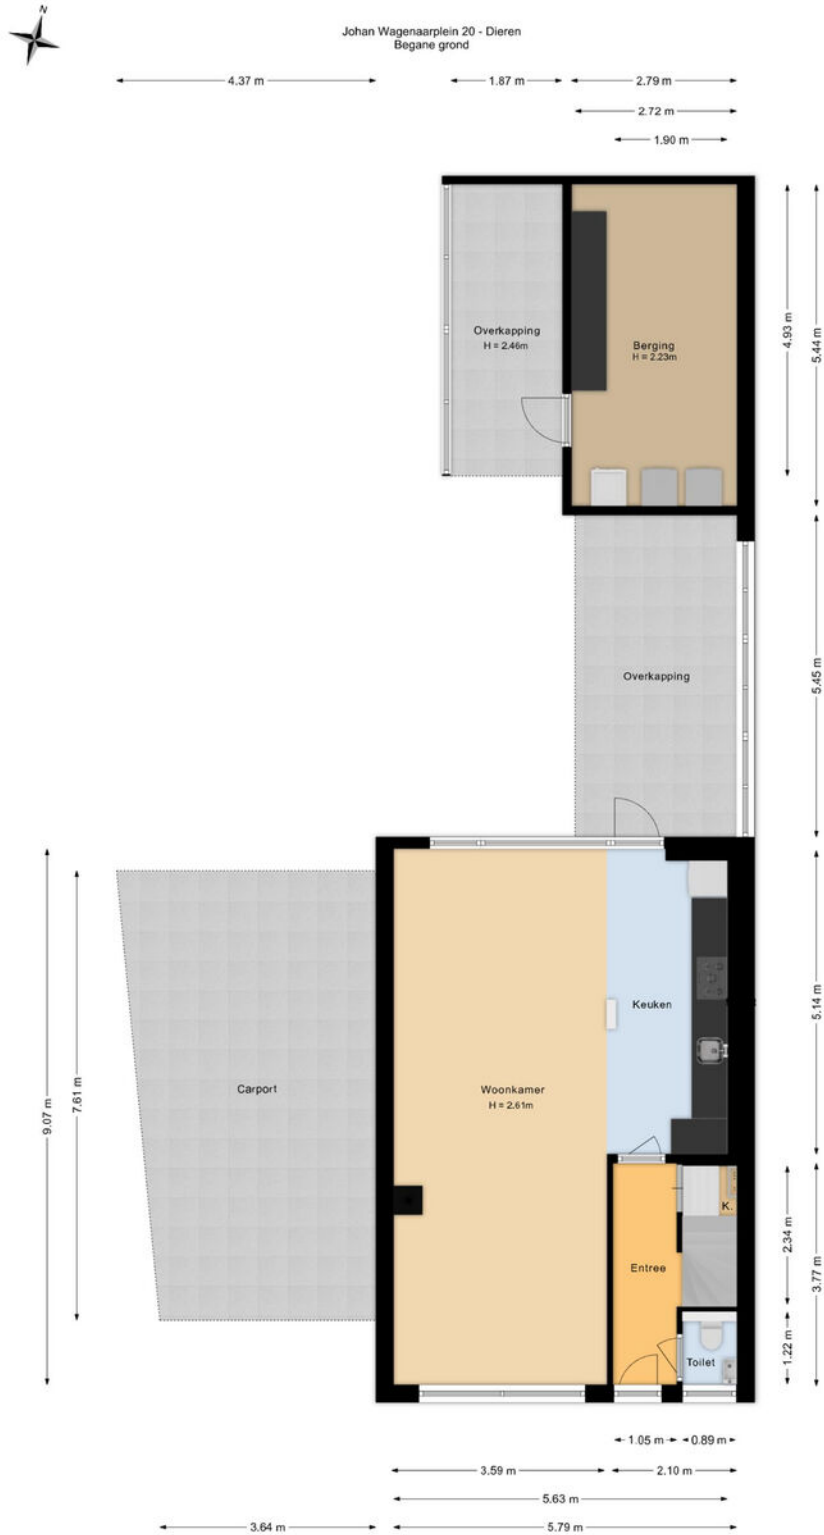 N
Johan Wagenaarplein 20 - Dieren
Begane grond
4.37 m
1.87 m
2.79 m
2.72 m
1.90 m
Overkapping
H = 2.46m
Berging
H = 2.23m
4.93 m
5.44 m
Overkapping
5.45 m
Keuken
5.14 m
Carport
Woonkamer
H = 2.61m
9.07 m
7.61 m
K.
Entree
2.34 m
3.77 m
Toilet
1.22 m
1.05 m
0.89 m
3.59 m
2.10 m
5.63 m
3.64 m
5.79 m